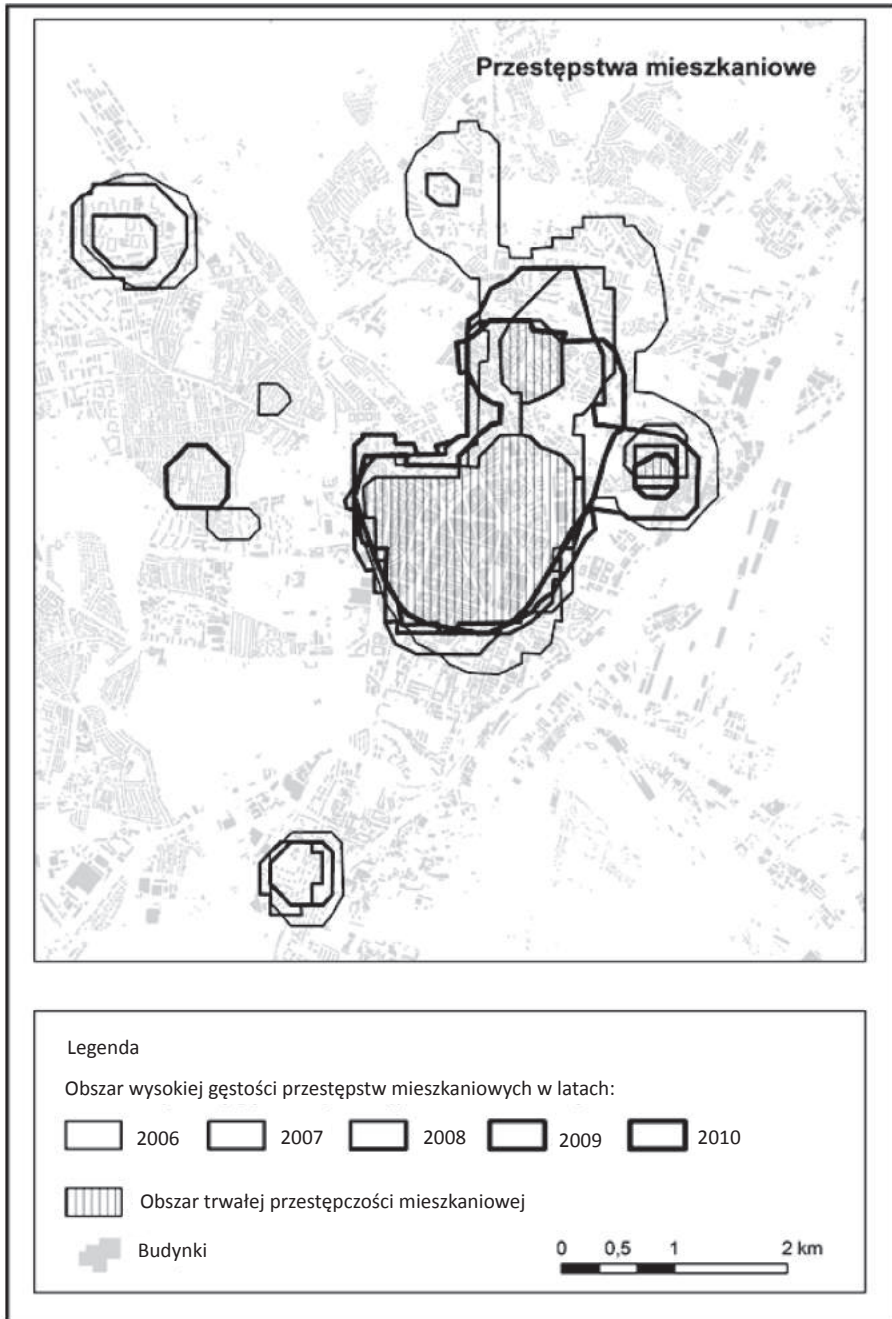 Przestępstwa mieszkaniowe
Legenda
Obszar wysokiej gęstości przestępstw mieszkaniowych w latach:
2006 2007 2008 2009 2010
Obszar trwałej przestępczości mieszkaniowej
Budynki
0 0,5 1 2 km